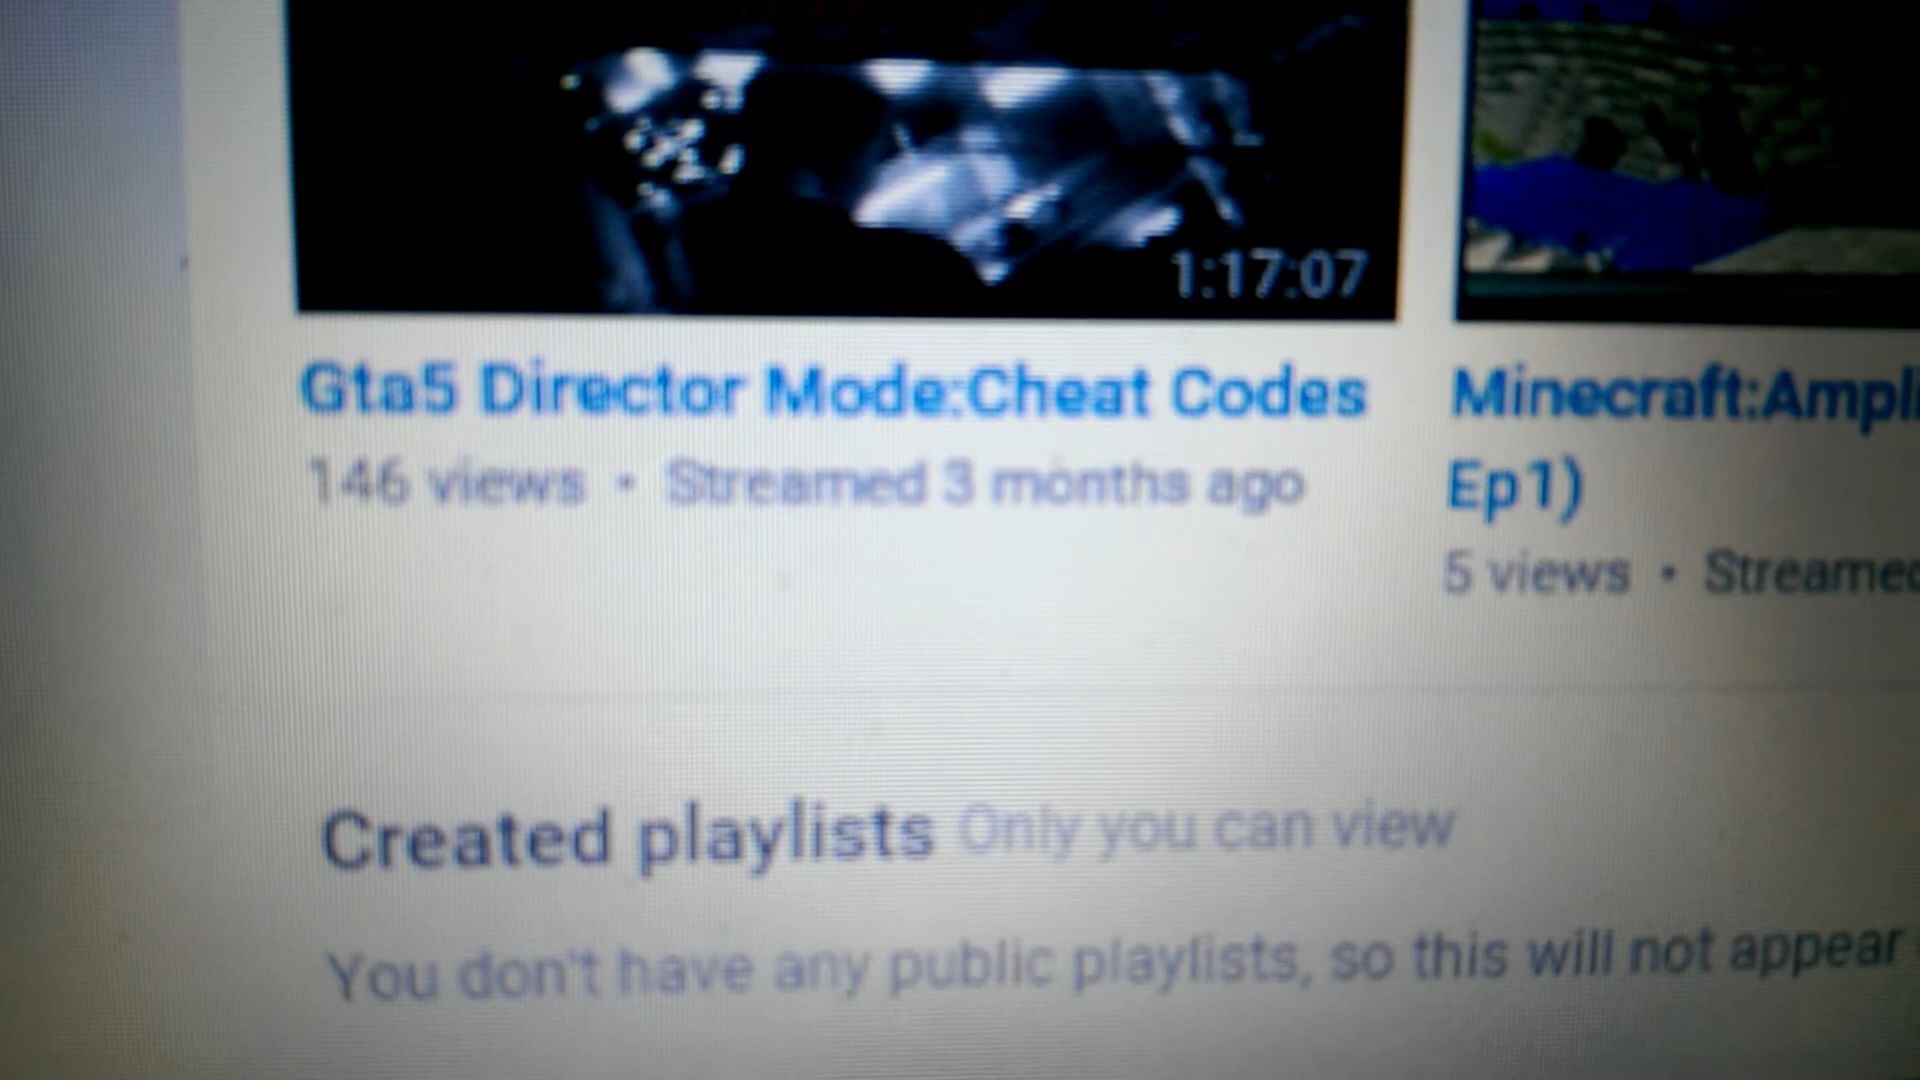 1:17:07
Gta5 Director Mode:Cheat Codes
146 views • Streamed 3 months ago
Minecraft:Ampli
Ep1)
5 views • Streamed
Created playlists Only you can view
You don't have any public playlists, so this will not appear